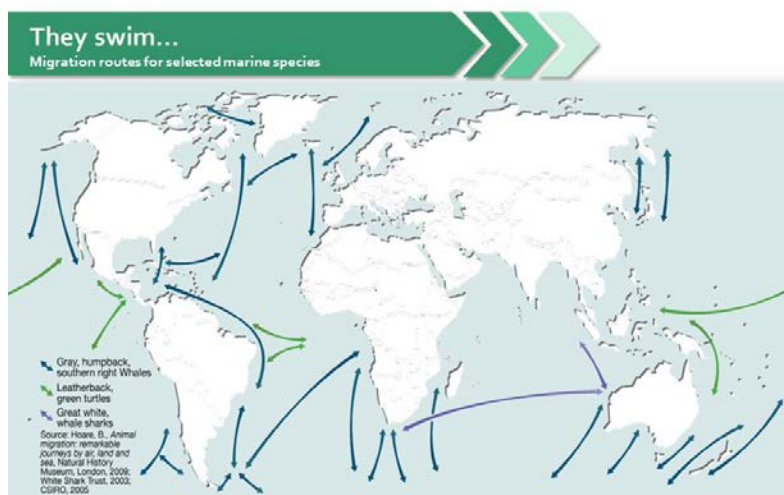 They swim...
Migration routes for selected marine species
Gray, humpback,
southern right Whales
Leatherback,
green turtles
Great white,
whale sharks
Source: Hoare, B., Animal
migration: remarkable
journeys by air, land and
sea, Natural History
Museum, London, 2009;
White Shark Trust, 2003;
CSIRO, 2005